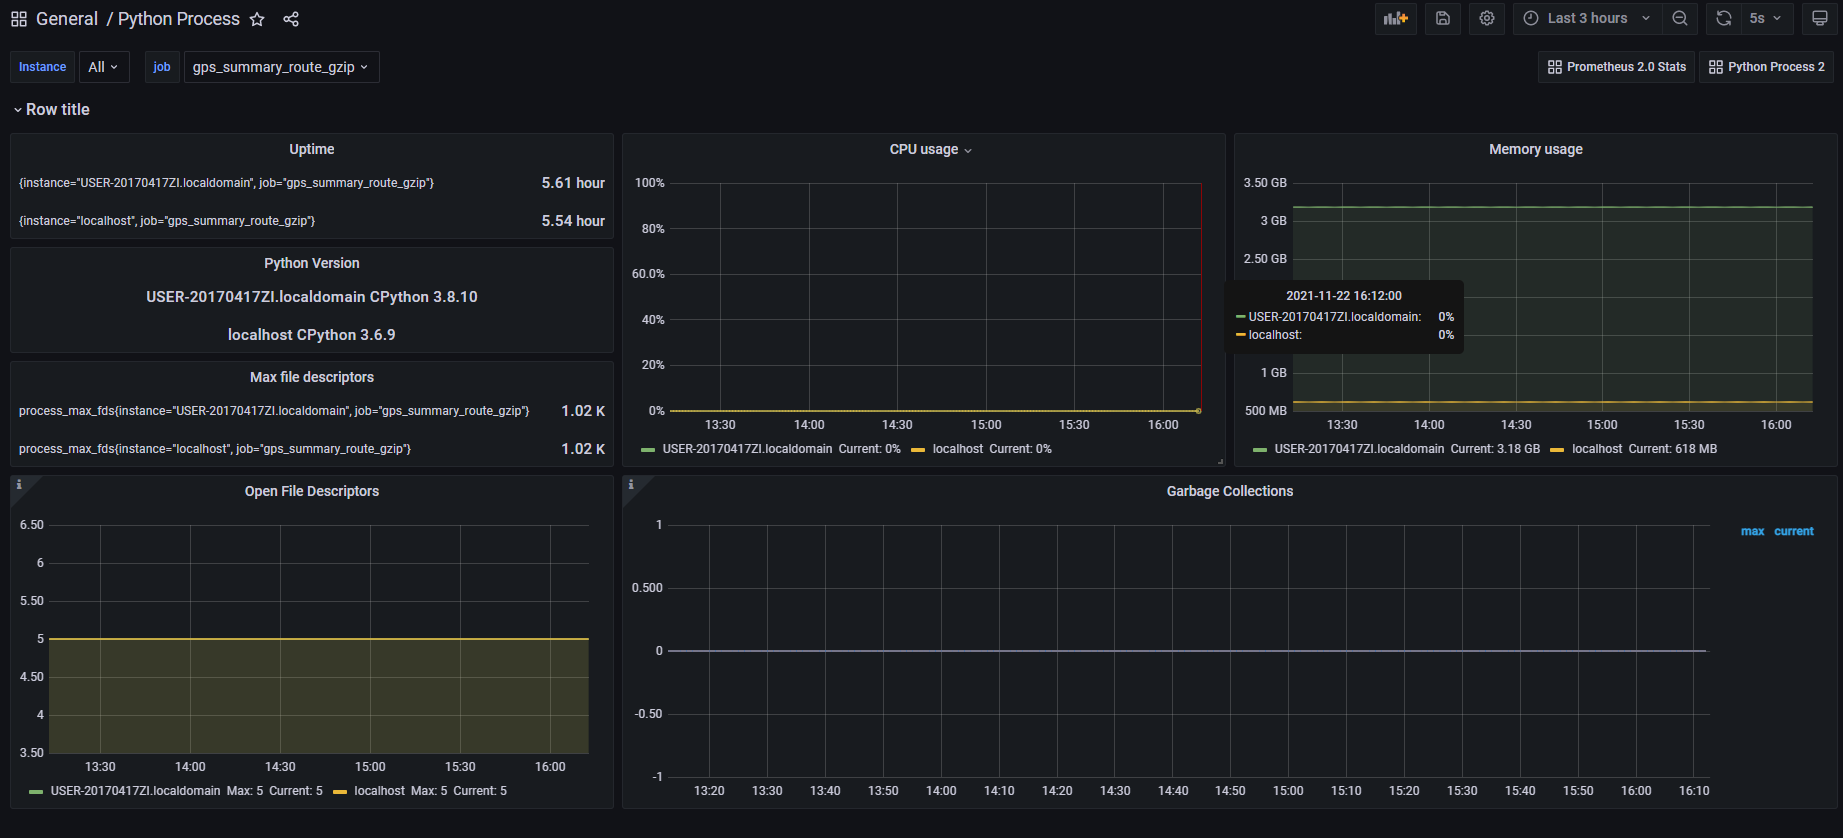 General / Python Process
Last 3 hours
5s
Instance All job gps_summary_route_gzip
Prometheus 2.0 Stats
Python Process 2
Row title
Uptime
{instance="USER-20170417ZI.localdomain", job="gps_summary_route_gzip"} 5.61 hour
{instance="localhost", job="gps_summary_route_gzip"} 5.54 hour
Python Version
USER-20170417ZI.localdomain CPython 3.8.10
localhost CPython 3.6.9
Max file descriptors
process_max_fds{instance="USER-20170417ZI.localdomain", job="gps_summary_route_gzip"} 1.02 K
process_max_fds{instance="localhost", job="gps_summary_route_gzip"} 1.02 K
CPU usage
100%
80%
60.0%
40%
20%
0%
13:30 14:00 14:30 15:00 15:30 16:00
USER-20170417ZI.localdomain Current: 0% localhost Current: 0%
Memory usage
3.50 GB
3 GB
2.50 GB
1 GB
500 MB
13:30 14:00 14:30 15:00 15:30 16:00
USER-20170417ZI.localdomain Current: 3.18 GB localhost Current: 618 MB
2021-11-22 16:12:00
USER-20170417ZI.localdomain: 0%
localhost: 0%
Open File Descriptors
6.50
6
5.50
5
4.50
4
3.50
13:30 14:00 14:30 15:00 15:30 16:00
USER-20170417ZI.localdomain Max: 5 Current: 5 localhost Max: 5 Current: 5
Garbage Collections
1
0.500
0
-0.50
-1
13:20 13:30 13:40 13:50 14:00 14:10 14:20 14:30 14:40 14:50 15:00 15:10 15:20 15:30 15:40 15:50 16:00 16:10
max current